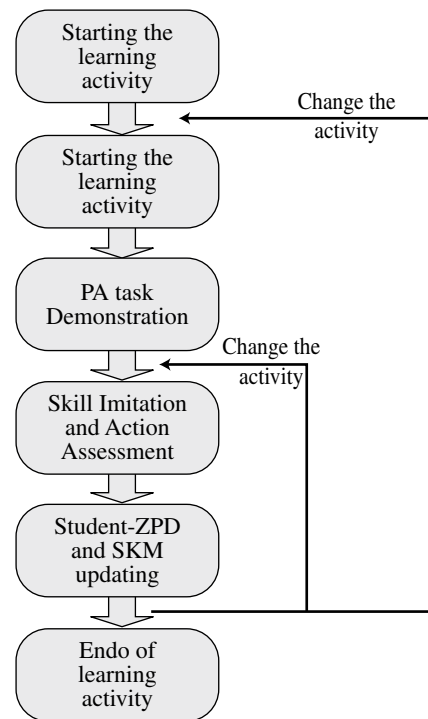 Starting the
learning
activity
Change the
activity
Starting the
learning
activity
PA task
Demonstration
Change the
activity
Skill Imitation
and Action
Assessment
Student-ZPD
and SKM
updating
Endo of
learning
activity